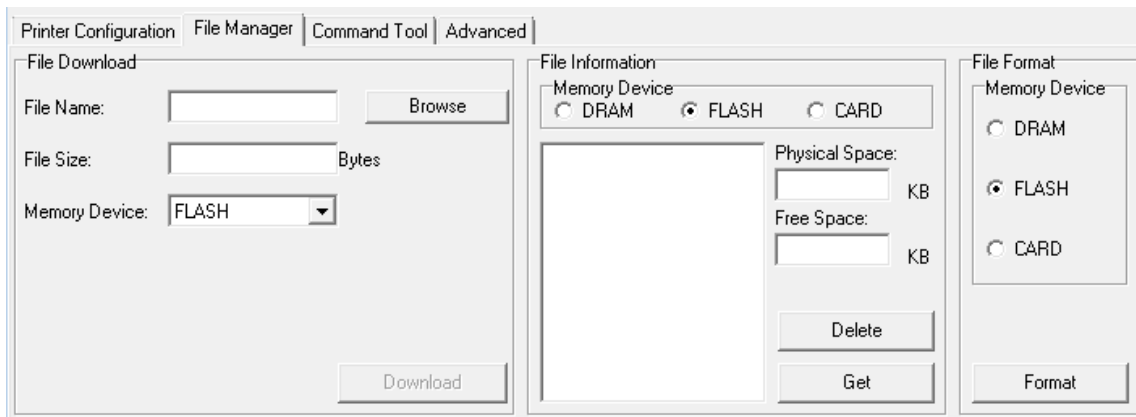 Printer Configuration File Manager Command Tool Advanced
File Download
File Name: Browse
File Size: Bytes
Memory Device: FLASH
Download
File Information
Memory Device
DRAM FLASH CARD
Physical Space:
KB
Free Space:
KB
Delete
Get
File Format
Memory Device
DRAM
FLASH
CARD
Format